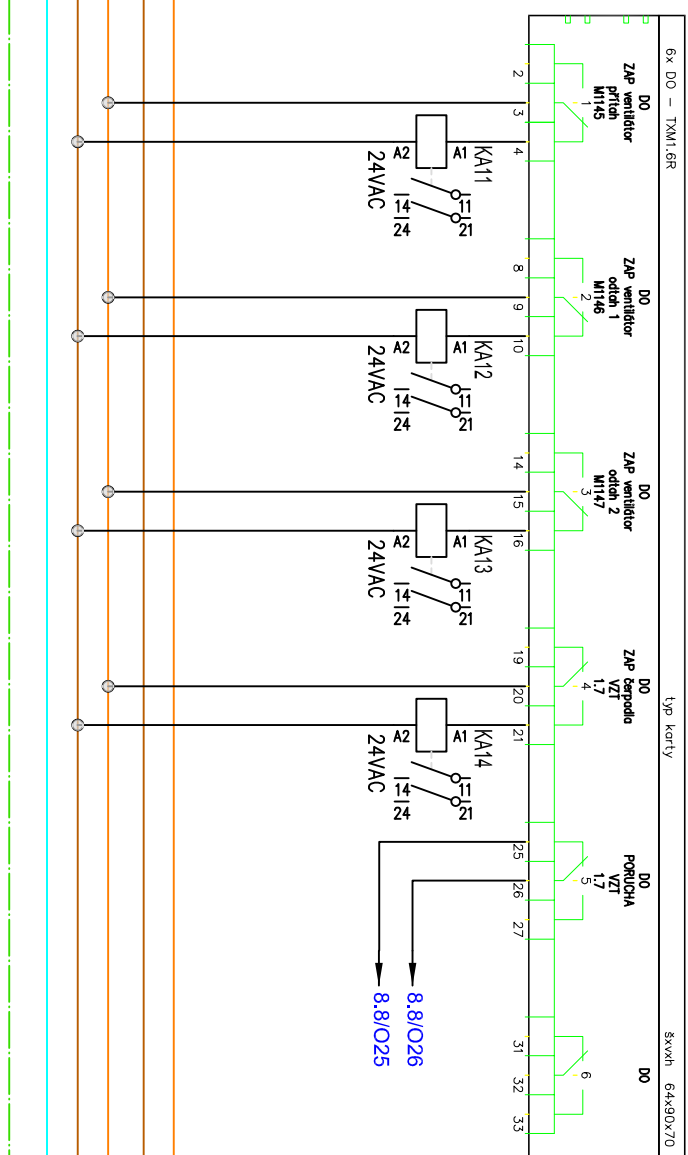 6x DO - TXM1.6R
typ karty
šxvxh 64x90x70
DO
ZAP ventilátor
přítah
M1145
1
2
3
4
KA11
A1
A2
11
21
14
24
24VAC
DO
ZAP ventilátor
odtah 1
M1146
2
8
9
10
KA12
A1
A2
11
21
14
24
24VAC
DO
ZAP ventilátor
odtah 2
M1147
3
14
15
16
KA13
A1
A2
11
21
14
24
24VAC
DO
ZAP čerpadla
VZT
1.7
4
19
20
21
KA14
A1
A2
11
21
14
24
24VAC
DO
PORUCHA
VZT
1.7
5
25
26
27
8.8/O26
8.8/O25
DO
6
31
32
33